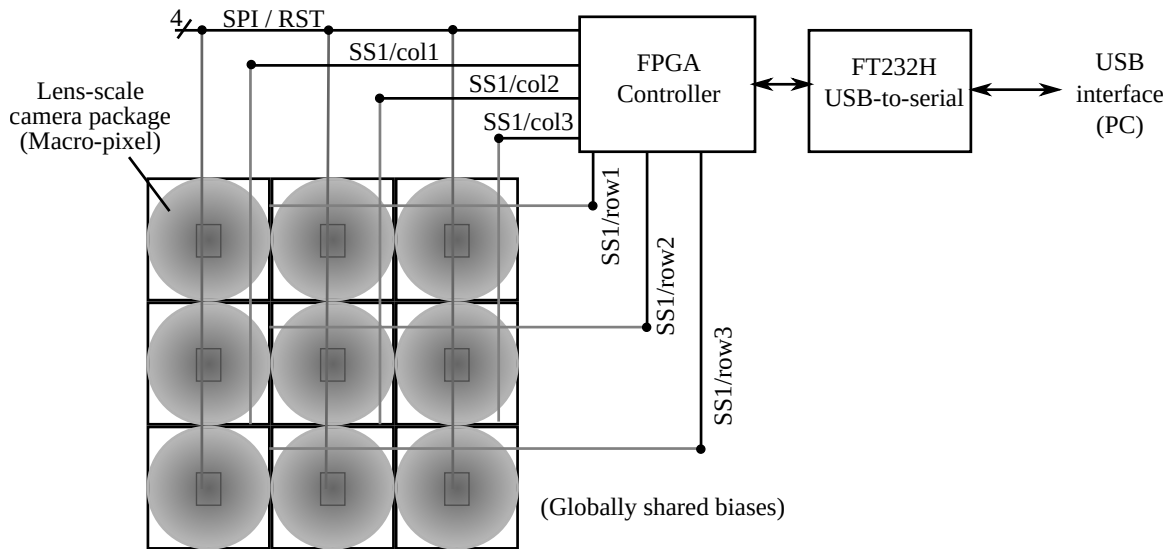 4
SPI / RST
SS1/col1
SS1/col2
SS1/col3
FPGA
Controller
FT232H
USB-to-serial
USB
interface
(PC)
Lens-scale
camera package
(Macro-pixel)
SS1/row1
SS1/row2
SS1/row3
(Globally shared biases)